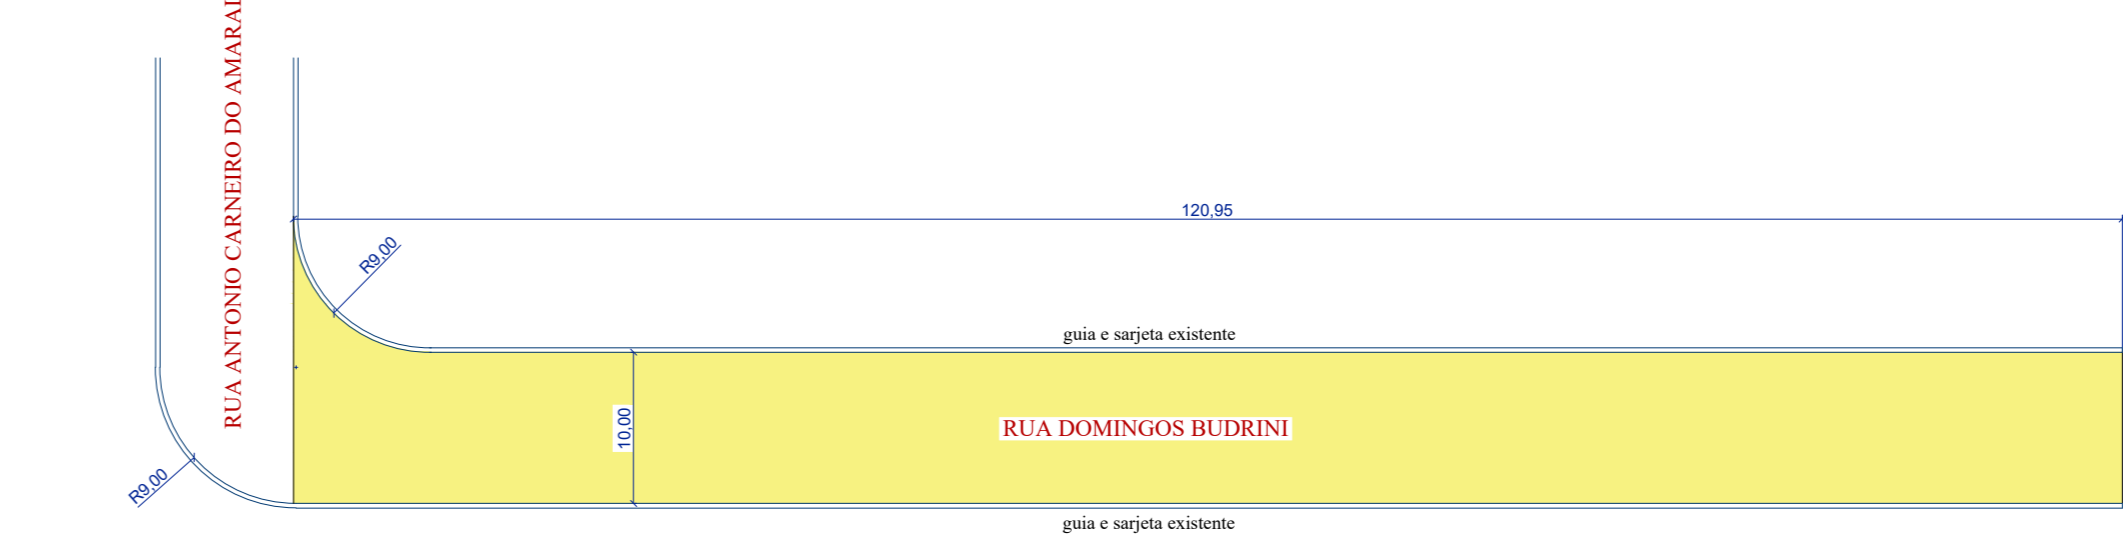 RUA ANTONIO CARNEIRO DO AMARAL
120,95
R9,00
guia e sarjeta existente
10,00
RUA DOMINGOS BUDRINI
R9,00
guia e sarjeta existente